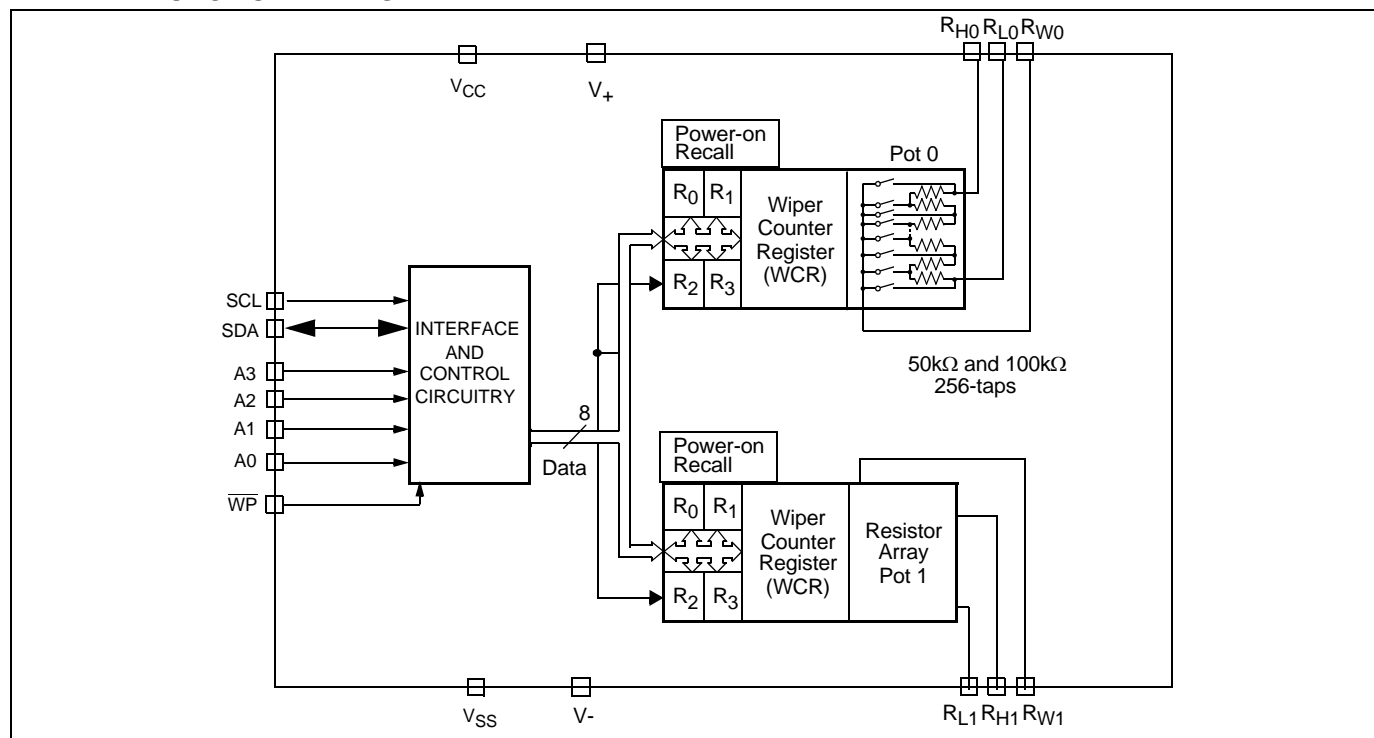 RH0 RL0 RW0
VCC
V+
Power-on
Recall
Pot 0
R0 R1
Wiper
Counter
Register
(WCR)
R2 R3
SCL
SDA
A3
A2
A1
A0
WP
INTERFACE
AND
CONTROL
CIRCUITRY
8
Data
50kΩ and 100kΩ
256-taps
Power-on
Recall
R0 R1
Wiper
Counter
Register
(WCR)
R2 R3
Resistor
Array
Pot 1
VSS
V-
RL1 RH1 RW1